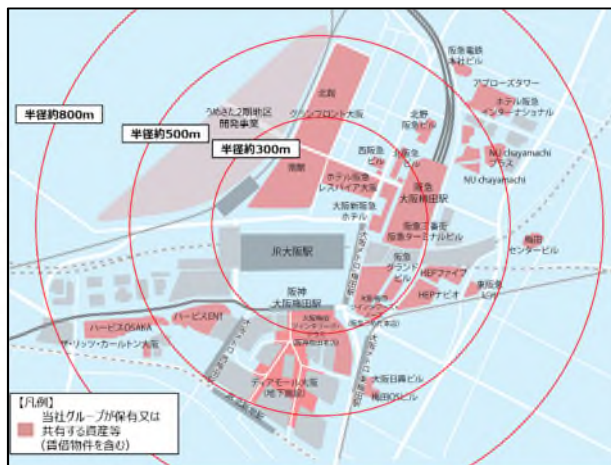 阪急電鉄
本社ビル
アプローズタワー
ホテル阪急
インターナショナル
北館
グランフロント大阪
うめきた2期地区
開発事業
半径約800m
半径約500m
半径約300m
北野
阪急ビル
西阪急
ビル
北阪急
ビル
NU chayamachi
プラス
NU chayamachi
南館
ホテル阪急
レスパイア大阪
阪急
大阪梅田駅
大阪新阪急
ホテル
阪急三番街
阪急ターミナルビル
梅田
センタービル
JR大阪駅
阪急
グランド
ビル
HEPファイブ
HEPナビオ
東阪急
ビル
阪神
大阪梅田駅
大阪梅田
ツインタワーズ・
ハービスOSAKA
ハービスENT
ザ・リッツ・カールトン大阪
ディアモール大阪
(地下施設)
大阪日興ビル
梅田OSビル
【凡例】
当社グループが保有又は
共有する資産等
(賃借物件を含む)